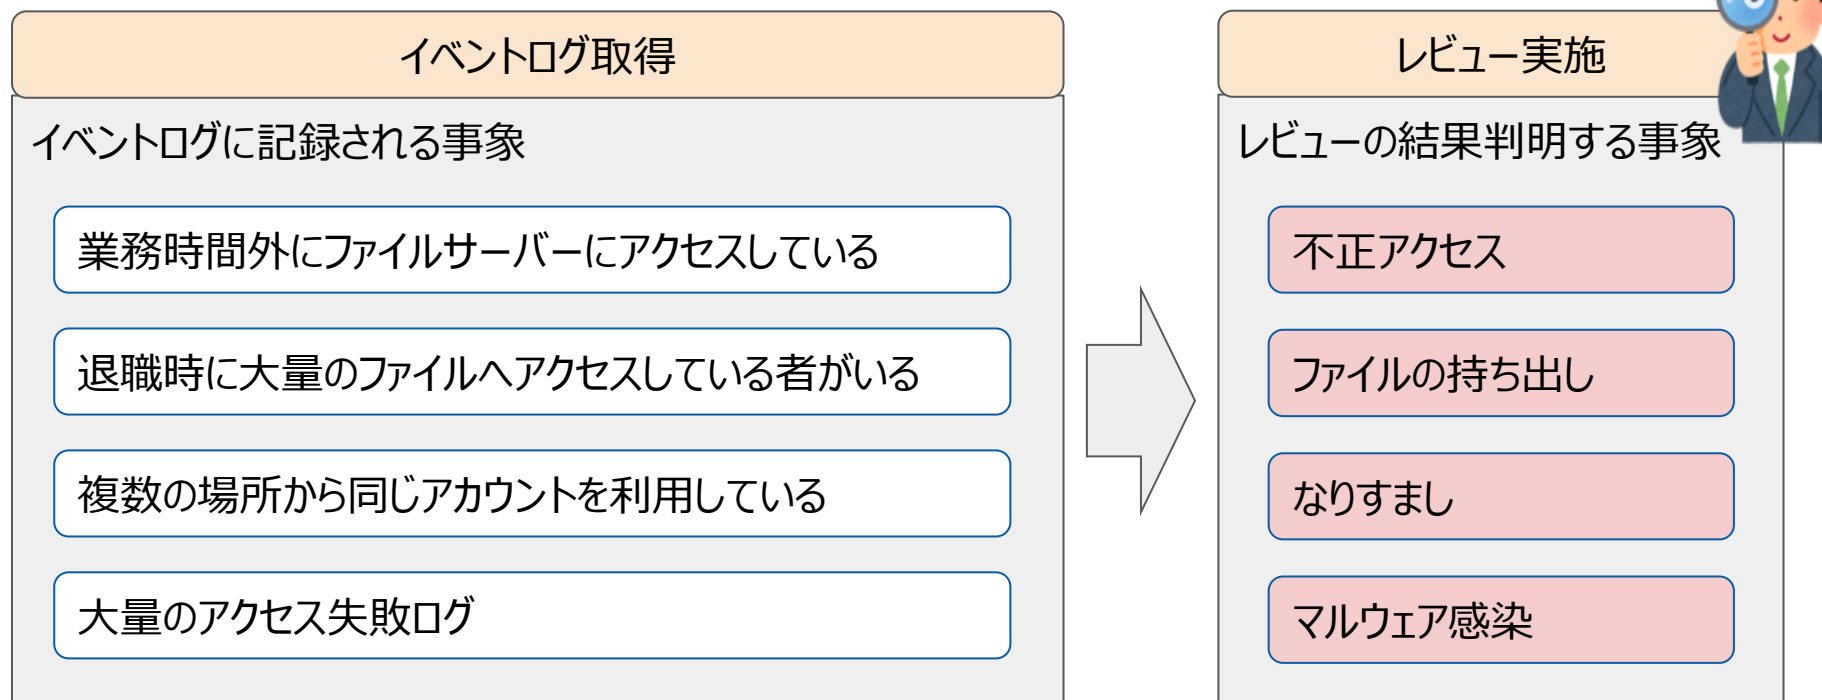 イベントログ取得
イベントログに記録される事象
業務時間外にファイルサーバーにアクセスしている
退職時に大量のファイルへアクセスしている者がいる
複数の場所から同じアカウントを利用している
大量のアクセス失敗ログ
レビュー実施
レビューの結果判明する事象
不正アクセス
ファイルの持ち出し
なりすまし
マルウェア感染